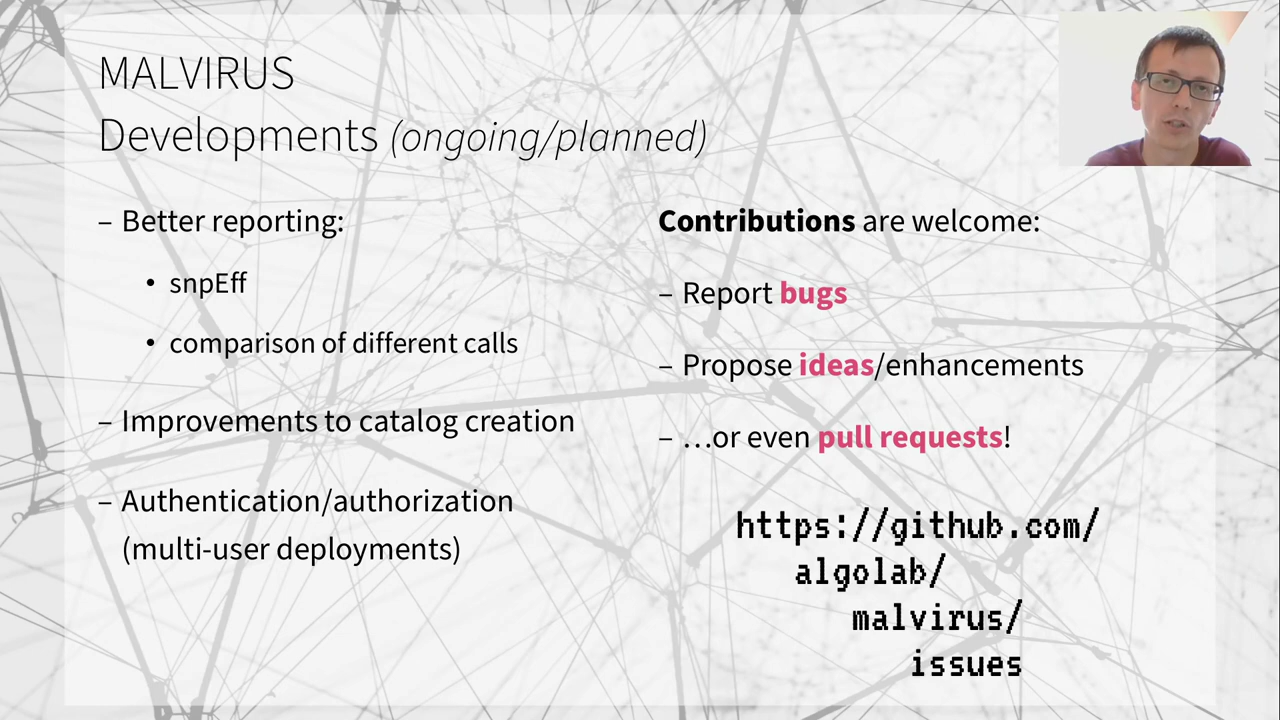 MALVIRUS
Developments (ongoing/planned)
– Better reporting:
• snpEff
• comparison of different calls
– Improvements to catalog creation
– Authentication/authorization
(multi-user deployments)
Contributions are welcome:
– Report bugs
– Propose ideas/enhancements
– …or even pull requests!
https://github.com/
algolab/
malvirus/
issues